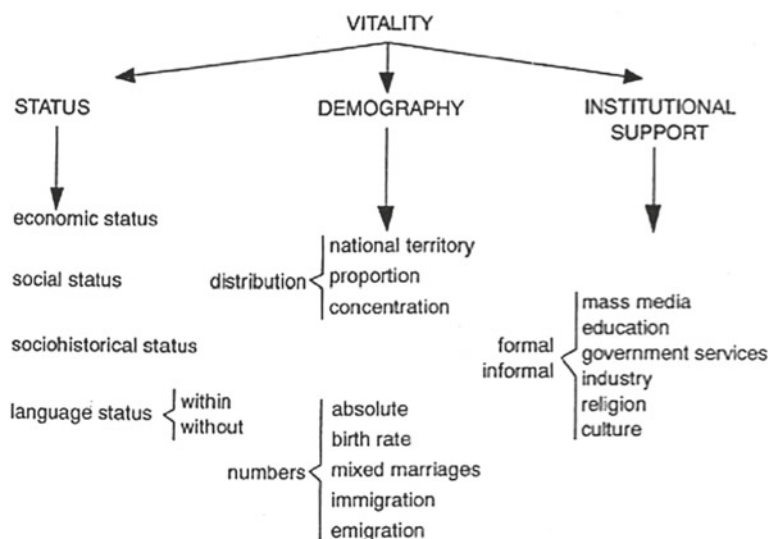 VITALITY
STATUS
DEMOGRAPHY
INSTITUTIONAL
SUPPORT
economic status
social status
sociohistorical status
language status
within
without
distribution
national territory
proportion
concentration
numbers
absolute
birth rate
mixed marriages
immigration
emigration
formal
informal
mass media
education
government services
industry
religion
culture